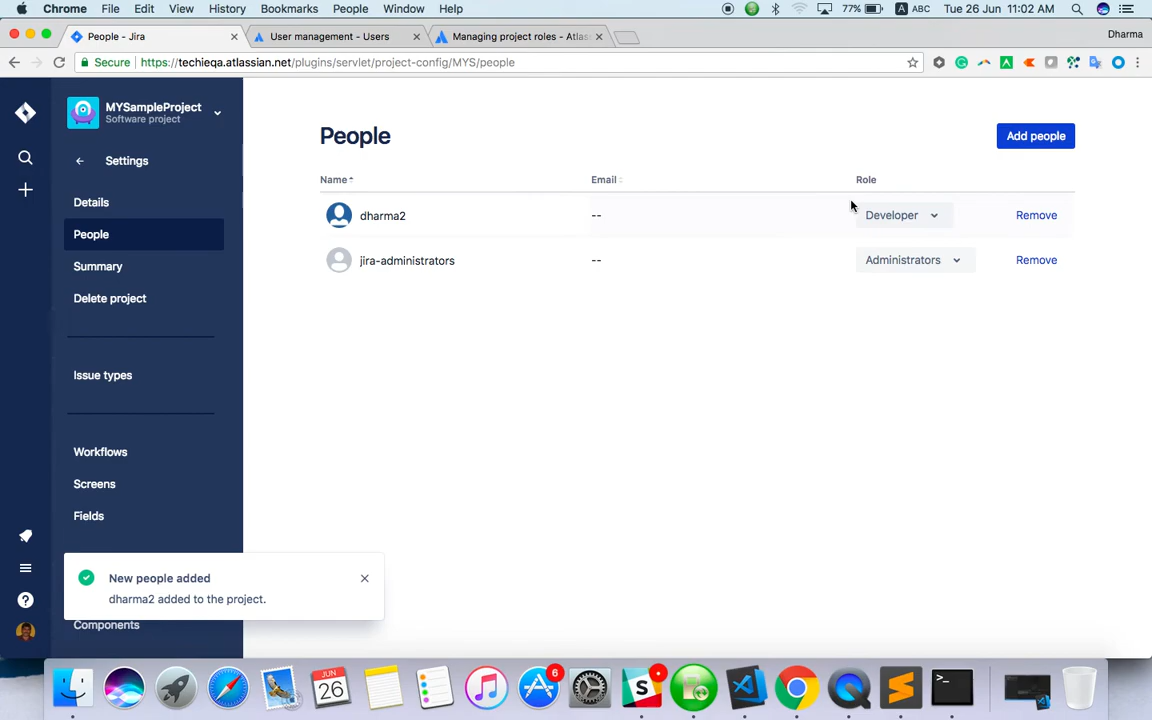 Chrome File Edit View History Bookmarks People Window Help 77% A ABC Tue 26 Jun 11:02 AM
People - Jira User management - Users Managing project roles - Atlas Dharma
Secure https://techieqa.atlassian.net/plugins/servlet/project-config/MYS/people
MYSampleProject
Software project
Settings
Details
People
Summary
Delete project
Issue types
Workflows
Screens
Fields
Components
People
Add people
Name Email Role
dharma2 -- Developer Remove
jira-administrators -- Administrators Remove
New people added
dharma2 added to the project.
JUN
26
6
S
>_